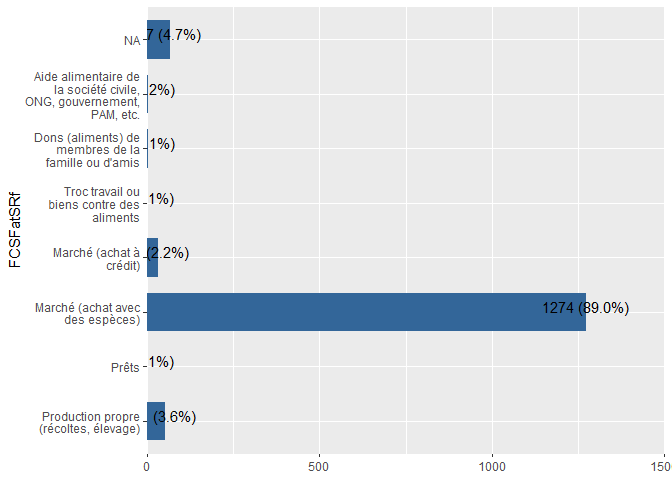 FCSFatSRf
NA
7 (4.7%)
Aide alimentaire de
la société civile,
ONG, gouvernement,
PAM, etc.
2%)
Dons (aliments) de
membres de la
famille ou d'amis
1%)
Troc travail ou
biens contre des
aliments
1%)
Marché (achat à
crédit)
(2.2%)
Marché (achat avec
des espèces)
1274 (89.0%)
Prêts
1%)
Production propre
(récoltes, élevage)
(3.6%)
0
500
1000
150